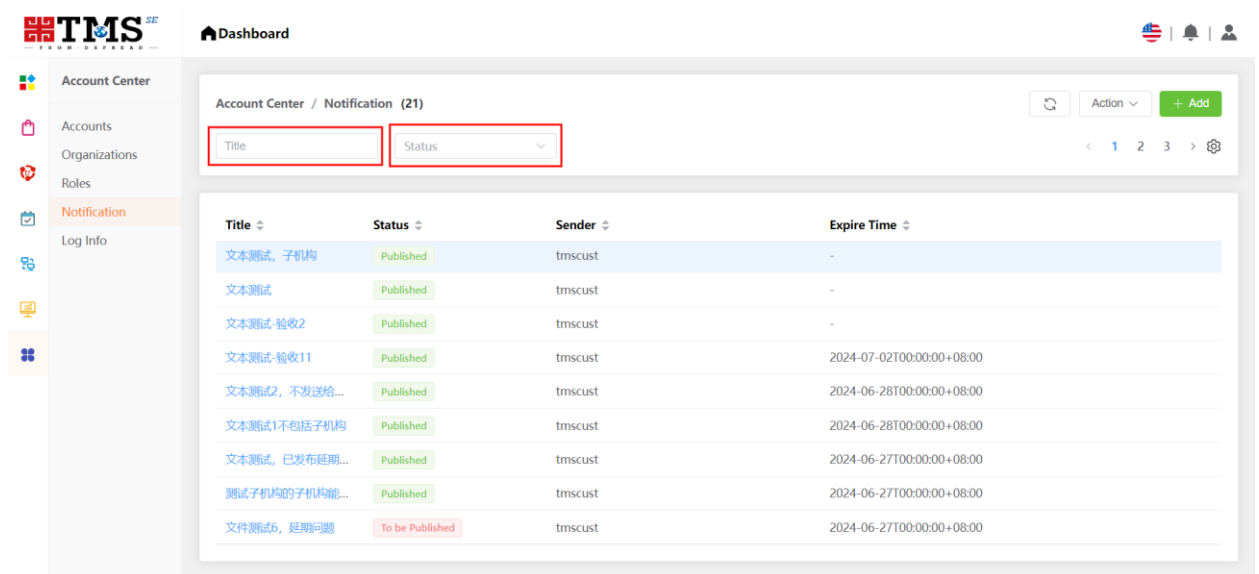 TMS SE
Dashboard
FROM·DSPREAD
Account Center
Accounts
Organizations
Roles
Notification
Log Info
Account Center / Notification (21)
Action
+ Add
Title
Status
1 2 3
Title Status Sender Expire Time
文本测试，子机构 Published tmscust -
文本测试 Published tmscust -
文本测试-验收2 Published tmscust -
文本测试-验收11 Published tmscust 2024-07-02T00:00:00+08:00
文本测试2，不发送给... Published tmscust 2024-06-28T00:00:00+08:00
文本测试1不包括子机构 Published tmscust 2024-06-28T00:00:00+08:00
文本测试，已发布延期... Published tmscust 2024-06-27T00:00:00+08:00
测试子机构的子机构能... Published tmscust 2024-06-27T00:00:00+08:00
文件测试6，延期问题 To be Published tmscust 2024-06-27T00:00:00+08:00